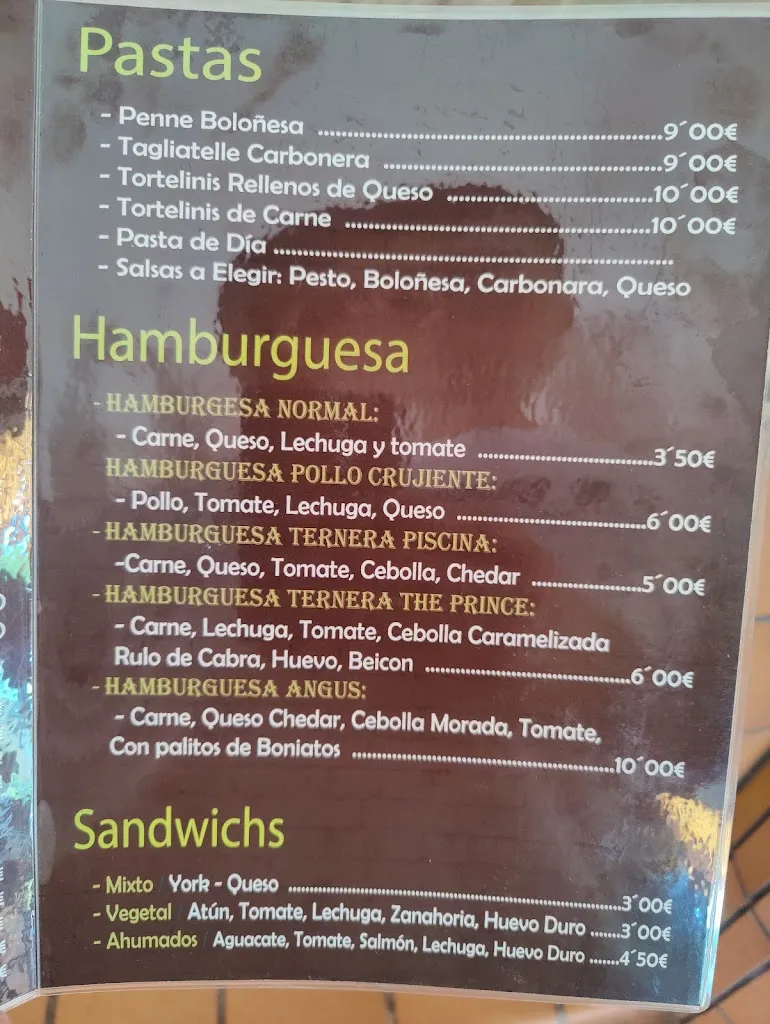 Pastas
- Penne Boloñesa ........ 9´00€
- Tagliatelle Carbonera ........ 9´00€
- Tortelinis Rellenos de Queso ........ 10´00€
- Tortelinis de Carne ........ 10´00€
- Pasta de Día ........
- Salsas a Elegir: Pesto, Boloñesa, Carbonara, Queso
Hamburguesa
- HAMBURGESA NORMAL:
- Carne, Queso, Lechuga y tomate ........ 3´50€
HAMBURGUESA POLLO CRUJIENTE:
- Pollo, Tomate, Lechuga, Queso ........ 6´00€
- HAMBURGUESA TERNERA PISCINA:
-Carne, Queso, Tomate, Cebolla, Chedar ........ 5´00€
- HAMBURGUESA TERNERA THE PRINCE:
- Carne, Lechuga, Tomate, Cebolla Caramelizada
Rulo de Cabra, Huevo, Beicon ........ 6´00€
- HAMBURGUESA ANGUS:
- Carne, Queso Chedar, Cebolla Morada, Tomate,
Con palitos de Boniatos ........ 10´00€
Sandwichs
- Mixto / York - Queso ........ 3´00€
- Vegetal / Atún, Tomate, Lechuga, Zanahoria, Huevo Duro ...... 3´00€
- Ahumados / Aguacate, Tomate, Salmón, Lechuga, Huevo Duro ....... 4´50€